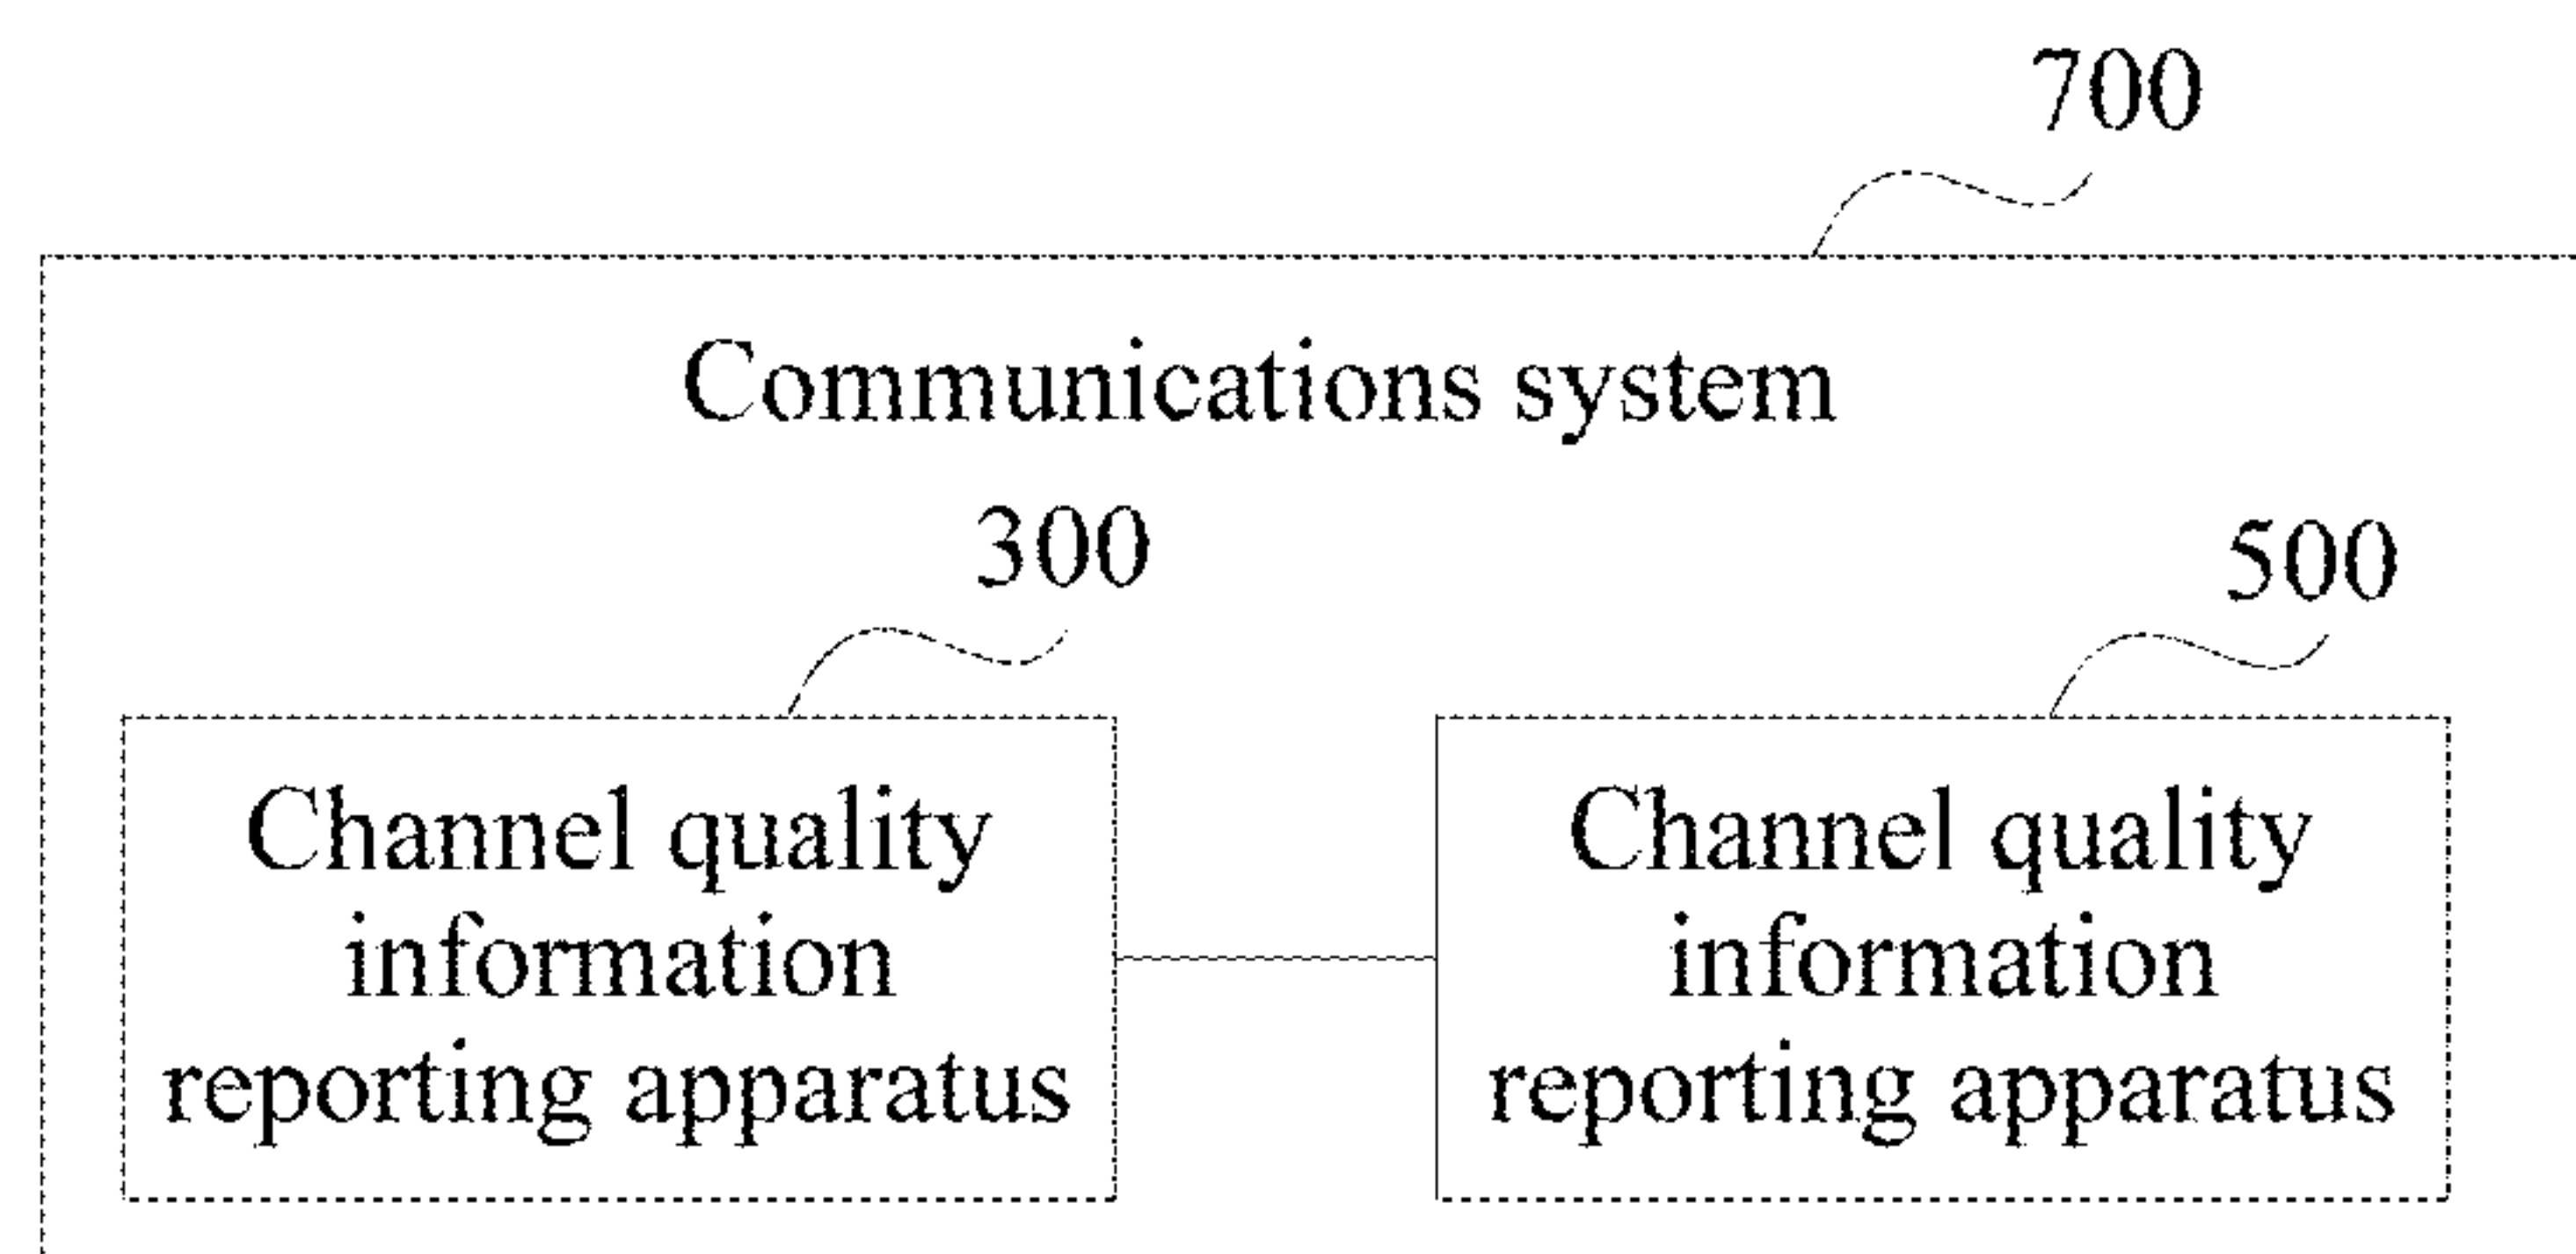 700
Communications system
300
500
Channel quality
information
reporting apparatus
Channel quality
information
reporting apparatus